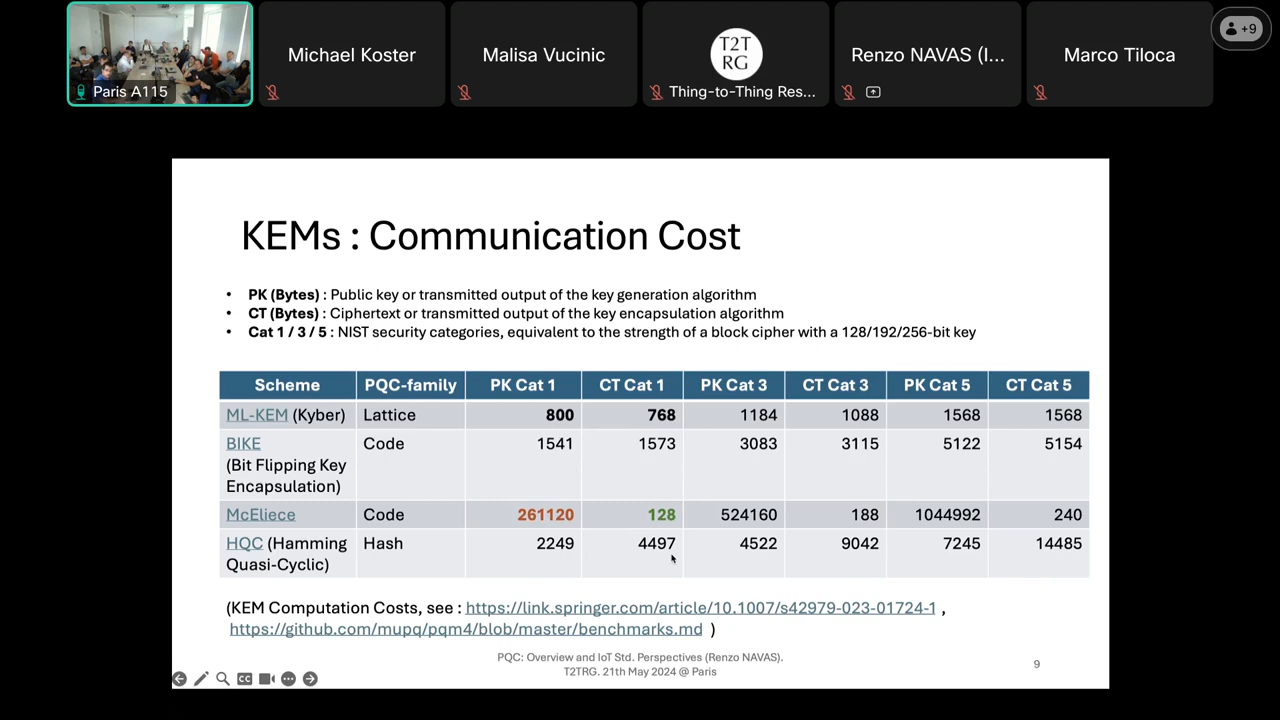 Paris A115
Michael Koster
Malisa Vucinic
T2T
RG
Thing-to-Thing Res...
Renzo NAVAS (I...
Marco Tiloca
+9
KEMs : Communication Cost
• PK (Bytes) : Public key or transmitted output of the key generation algorithm
• CT (Bytes) : Ciphertext or transmitted output of the key encapsulation algorithm
• Cat 1 / 3 / 5 : NIST security categories, equivalent to the strength of a block cipher with a 128/192/256-bit key
Scheme PQC-family PK Cat 1 CT Cat 1 PK Cat 3 CT Cat 3 PK Cat 5 CT Cat 5
ML-KEM (Kyber) Lattice 800 768 1184 1088 1568 1568
BIKE Code 1541 1573 3083 3115 5122 5154
(Bit Flipping Key
Encapsulation)
McEliece Code 261120 128 524160 188 1044992 240
HQC (Hamming Hash 2249 4497 4522 9042 7245 14485
Quasi-Cyclic)
(KEM Computation Costs, see : https://link.springer.com/article/10.1007/s42979-023-01724-1 ,
https://github.com/mupq/pqm4/blob/master/benchmarks.md )
PQC: Overview and IoT Std. Perspectives (Renzo NAVAS).
T2TRG. 21th May 2024 @ Paris
9
CC